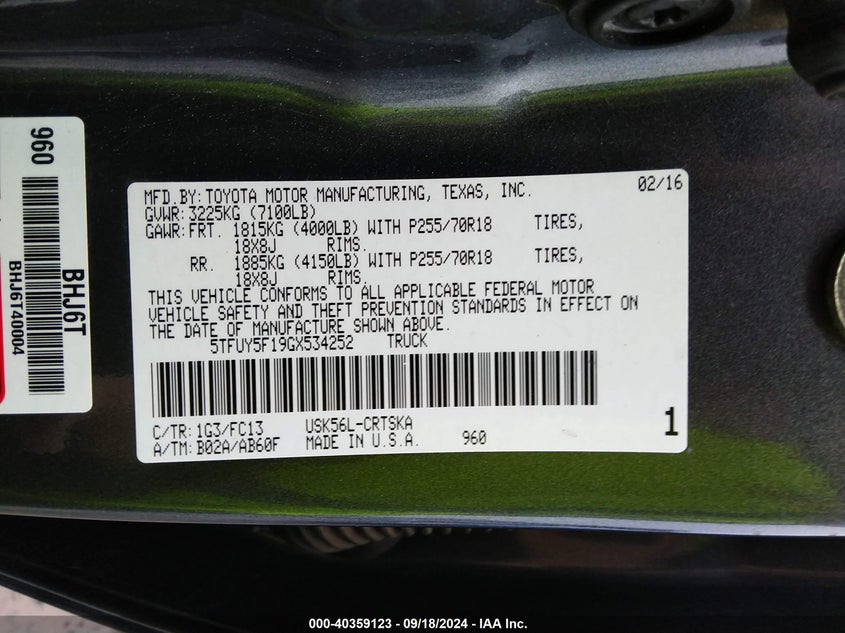 960
BHJ6T
BHJ6T40004
MFD.BY:TOYOTA MOTOR MANUFACTURING, TEXAS, INC. 02/16
GVWR:3225KG (7100LB)
GAWR:FRT. 1815KG (4000LB) WITH P255/70R18 TIRES,
18X8J RIMS.
RR. 1885KG (4150LB) WITH P255/70R18 TIRES,
18X8J RIMS.
THIS VEHICLE CONFORMS TO ALL APPLICABLE FEDERAL MOTOR
VEHICLE SAFETY AND THEFT PREVENTION STANDARDS IN EFFECT ON
THE DATE OF MANUFACTURE SHOWN ABOVE.
5TFUY5F19GX534252 TRUCK
C/TR:1G3/FC13 USK56L-CRTSKA
A/TM:B02A/AB60F MADE IN U.S.A. 960
1
000-40359123 - 09/18/2024 - IAA Inc.